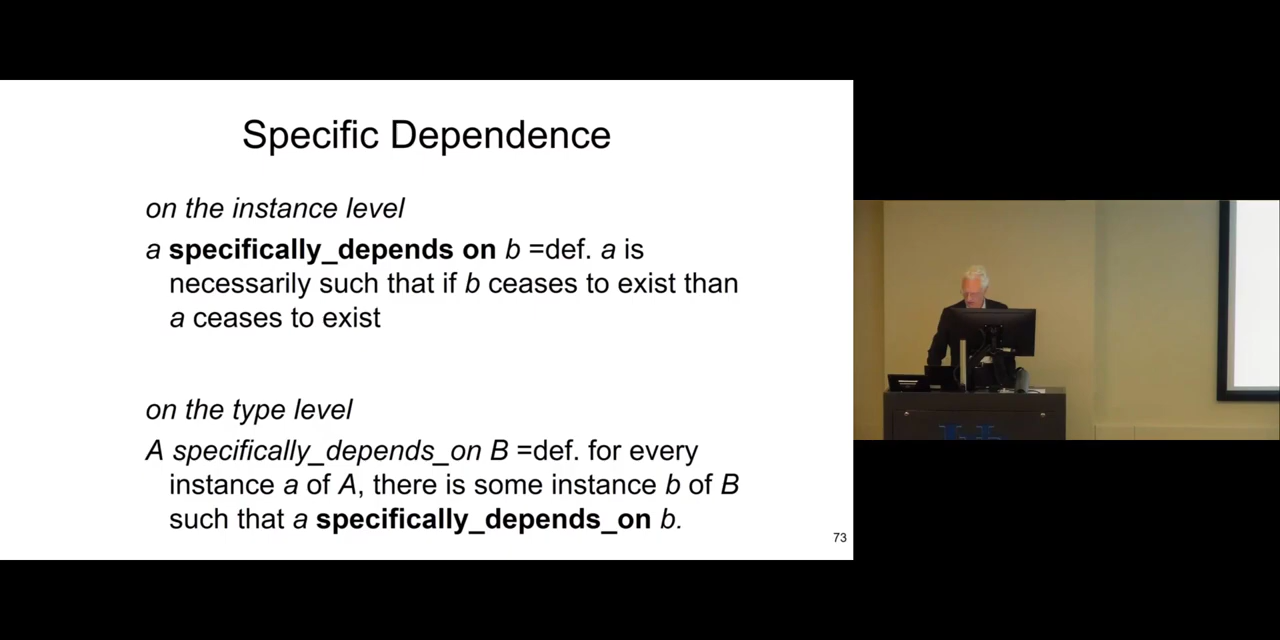 Specific Dependence
on the instance level
a specifically_depends on b =def. a is
necessarily such that if b ceases to exist than
a ceases to exist
on the type level
A specifically_depends_on B =def. for every
instance a of A, there is some instance b of B
such that a specifically_depends_on b.
73